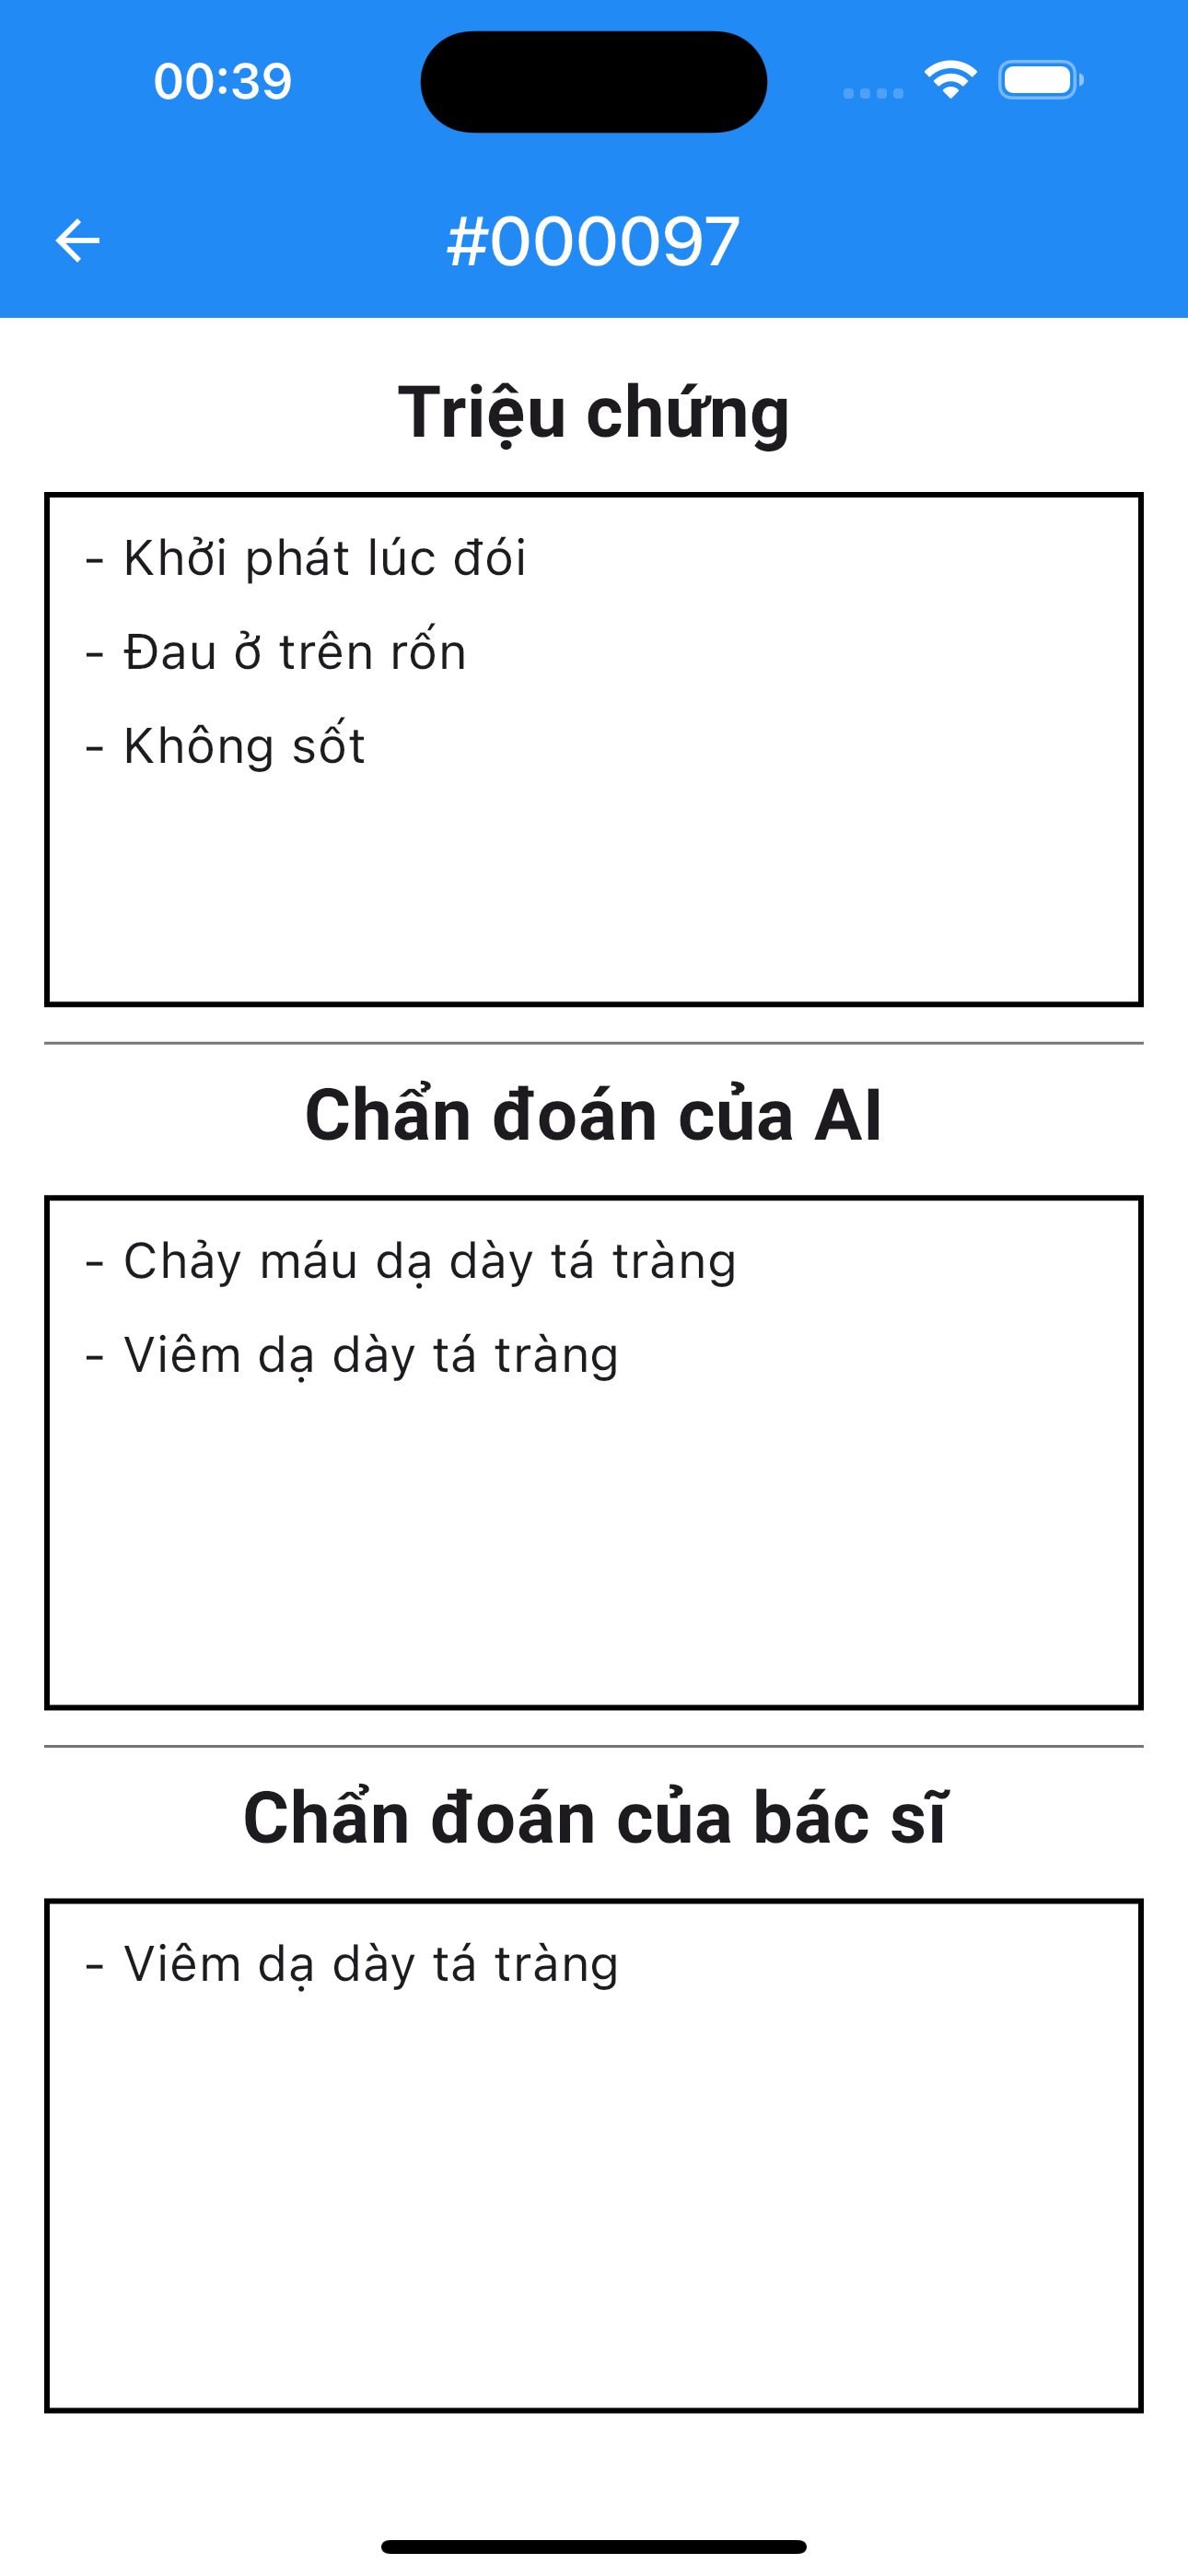 00:39
#000097
Triệu chứng
- Khởi phát lúc đói
- Đau ở trên rốn
- Không sốt
Chẩn đoán của AI
- Chảy máu dạ dày tá tràng
- Viêm dạ dày tá tràng
Chẩn đoán của bác sĩ
- Viêm dạ dày tá tràng